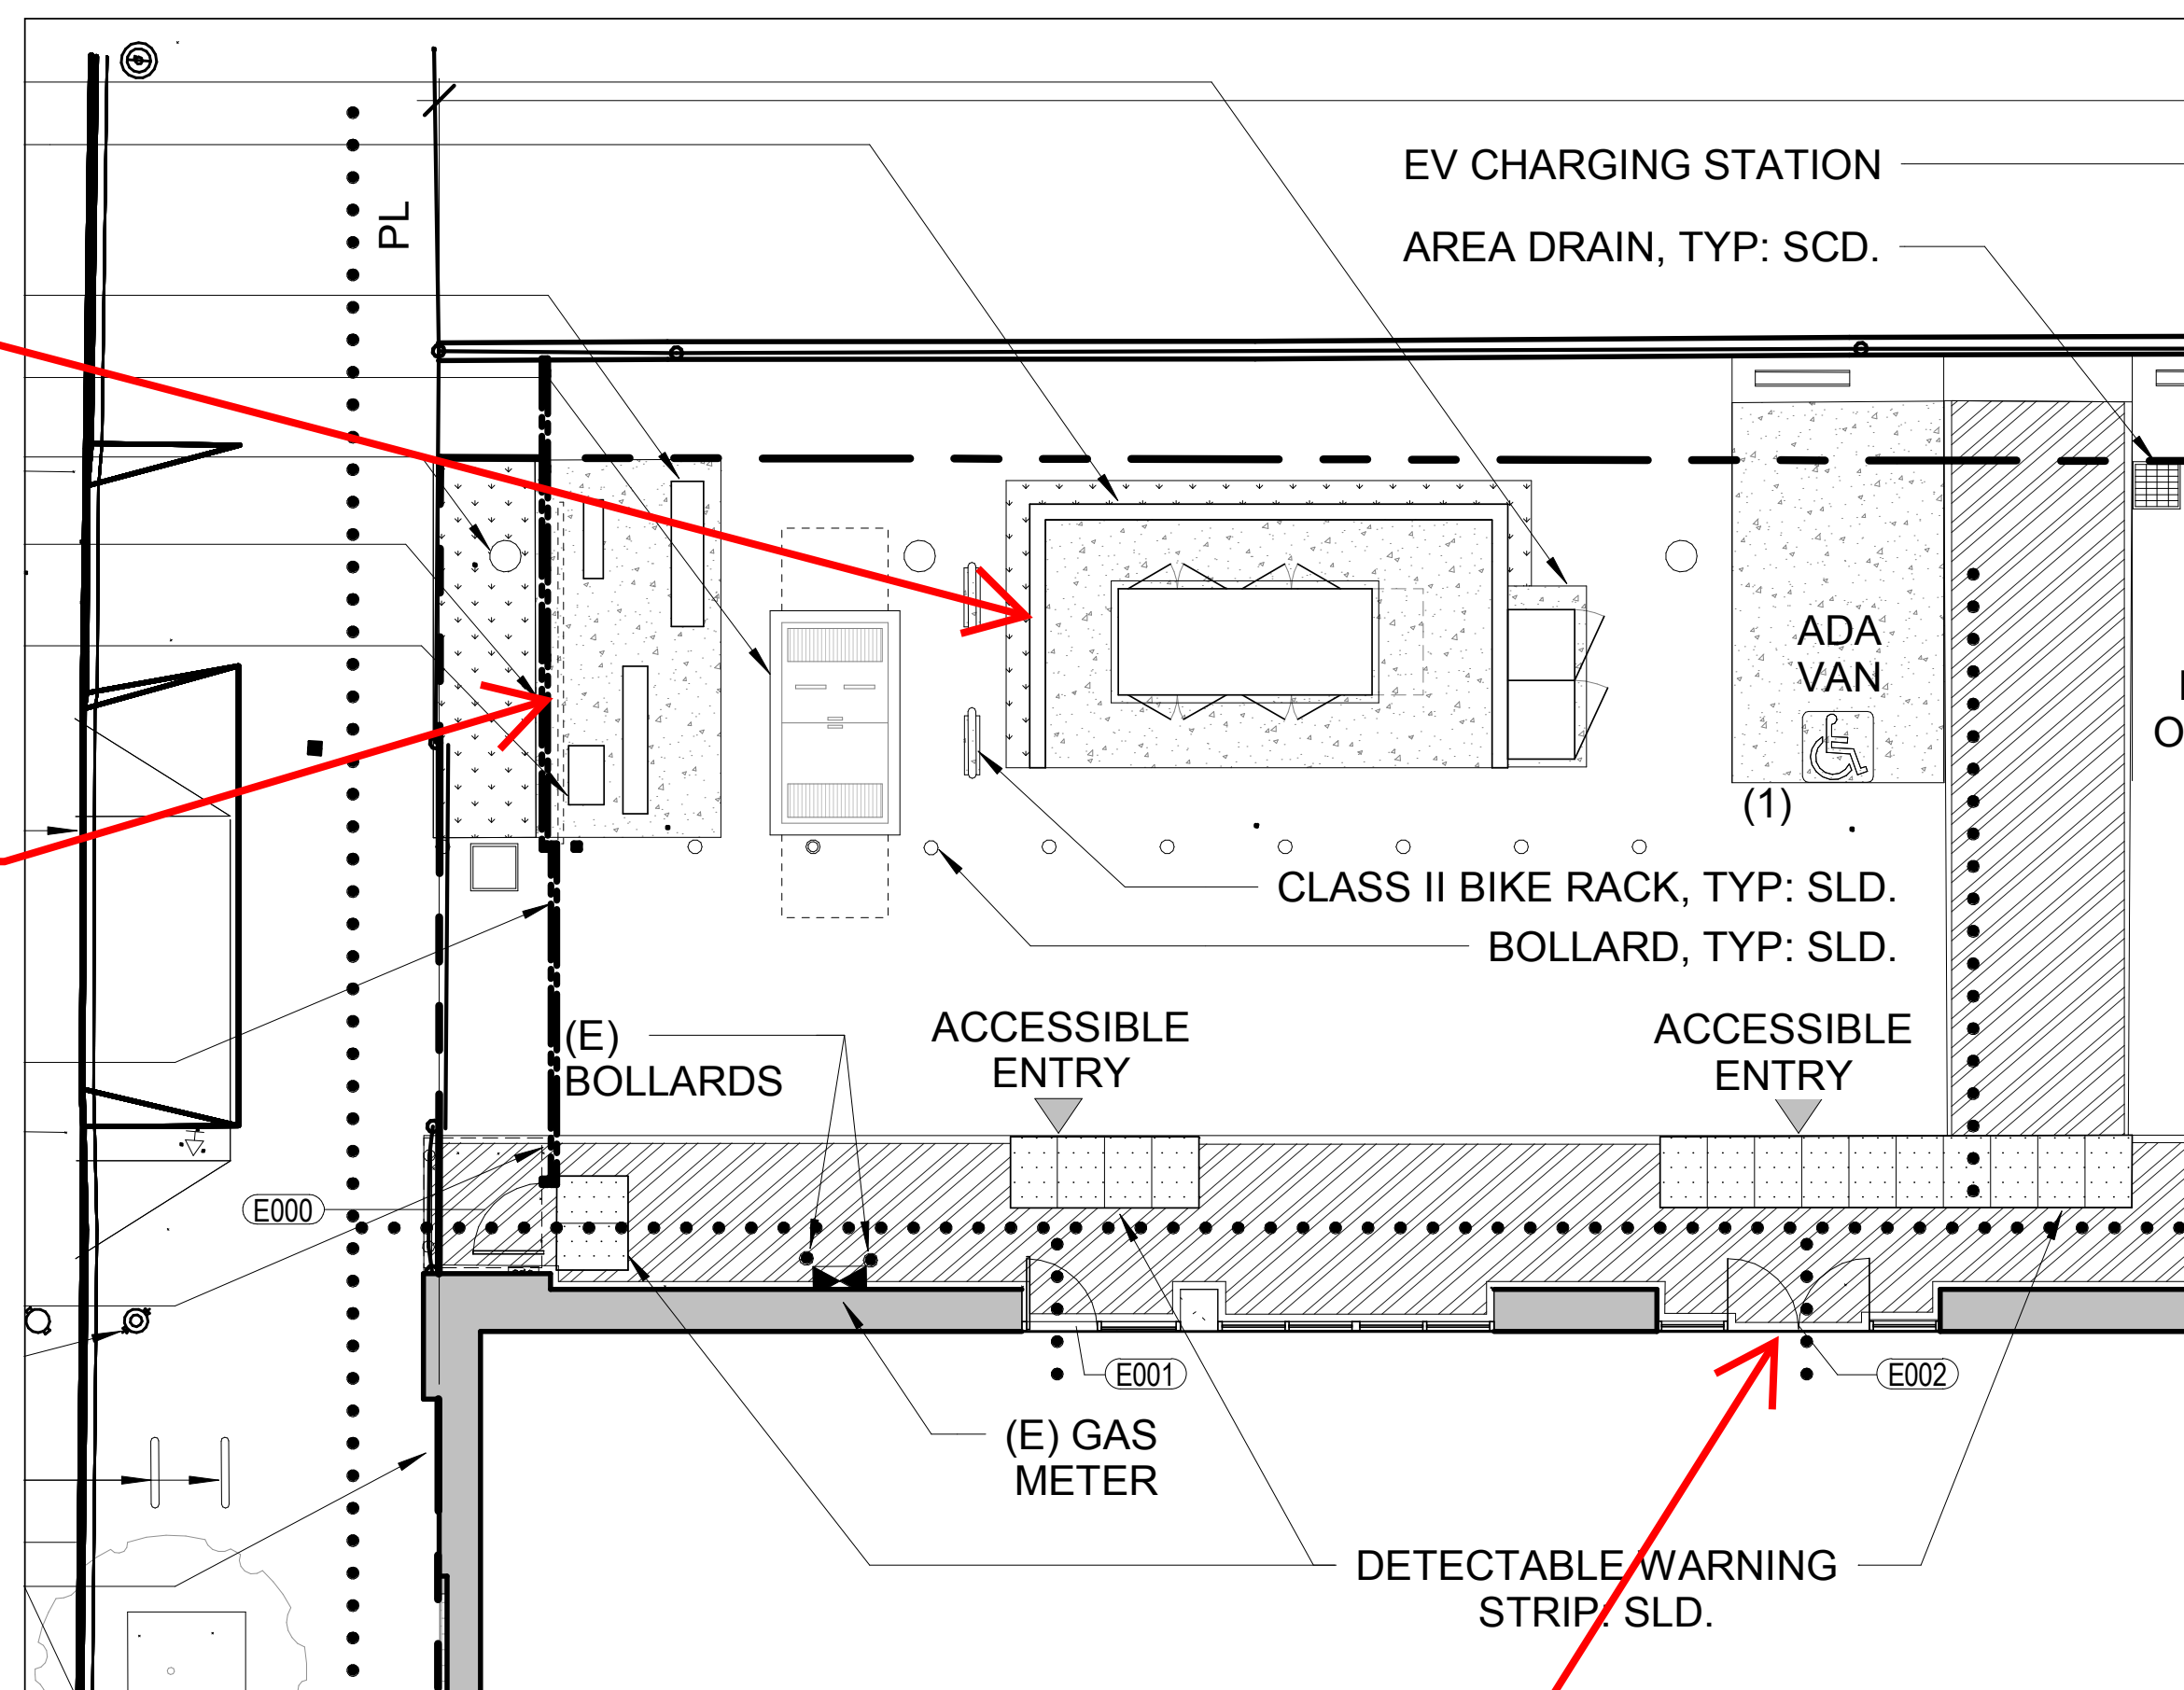 PL
EV CHARGING STATION
AREA DRAIN, TYP: SCD.
ADA
VAN
(1)
CLASS II BIKE RACK, TYP: SLD.
BOLLARD, TYP: SLD.
(E)
BOLLARDS
ACCESSIBLE
ENTRY
ACCESSIBLE
ENTRY
E000
E001
E002
(E) GAS
METER
DETECTABLE WARNING
STRIP: SLD.